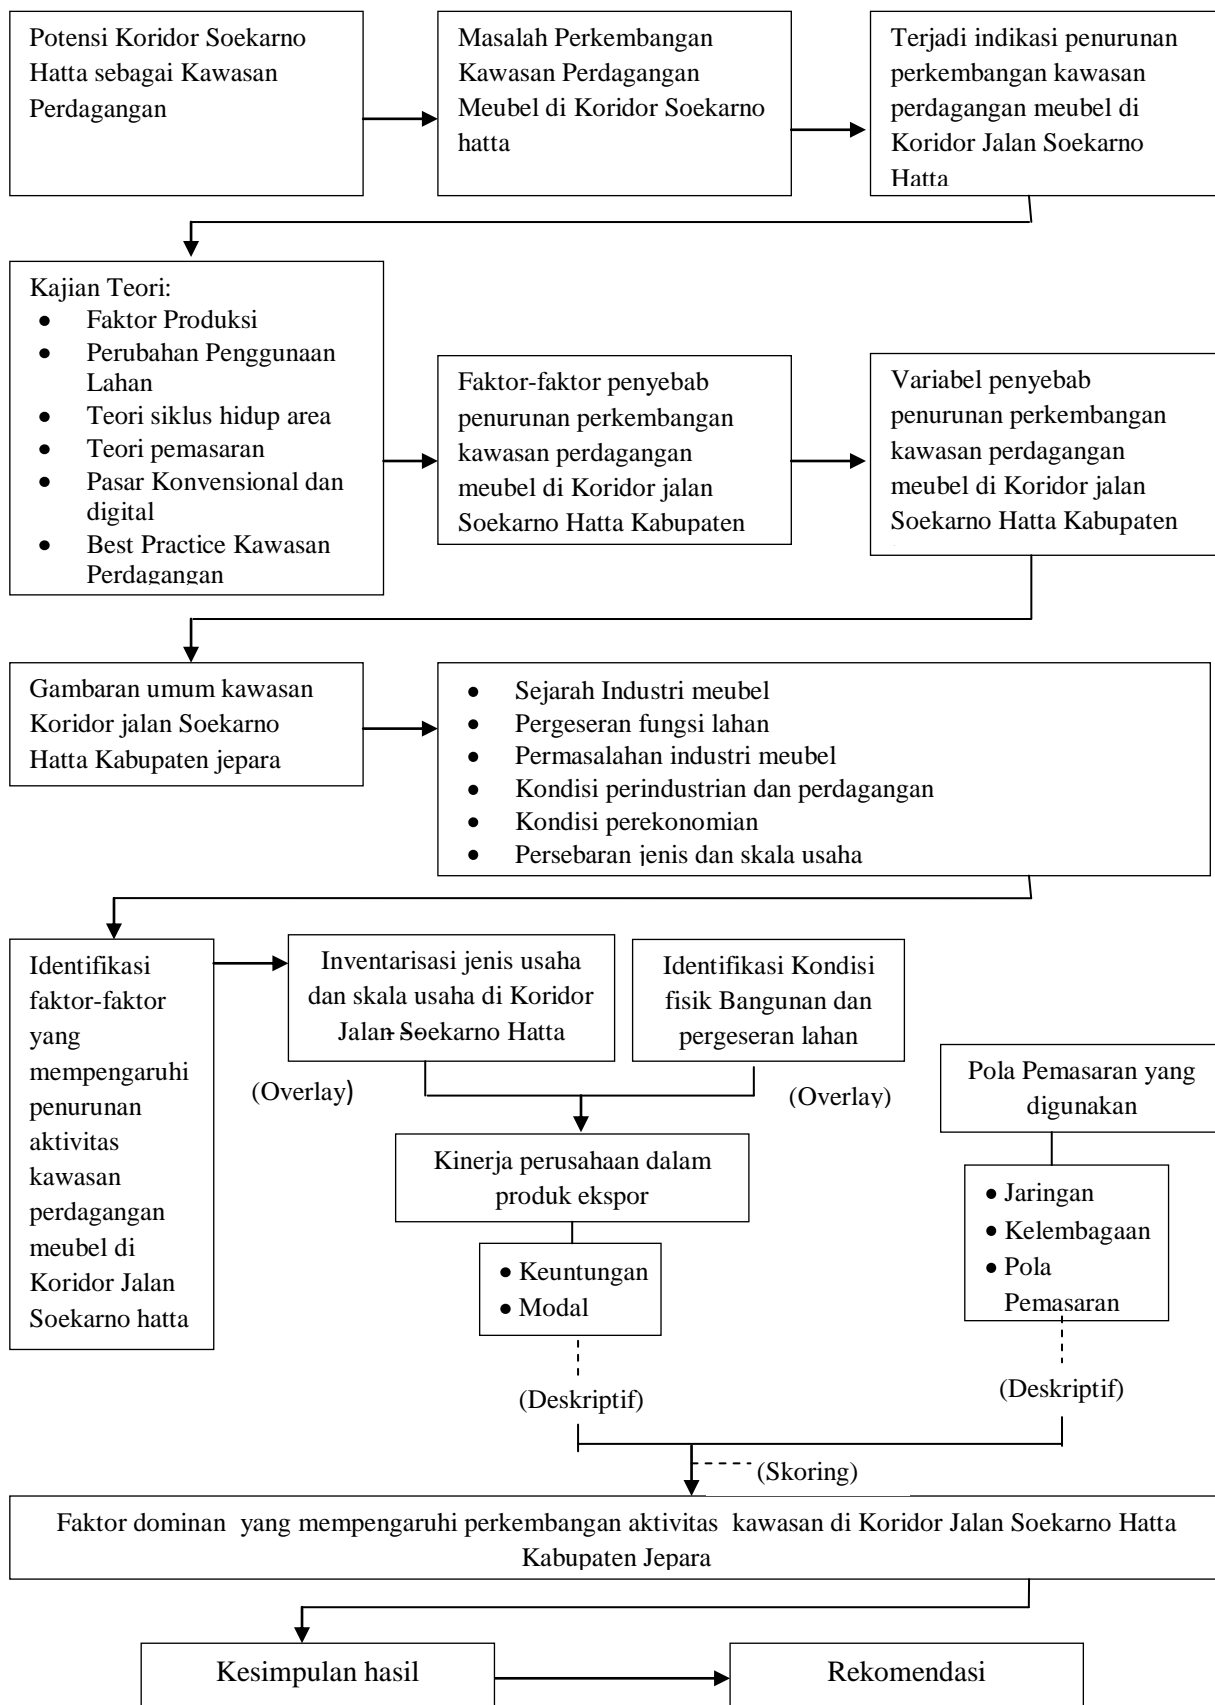 Potensi Koridor Soekarno
Hatta sebagai Kawasan
Perdagangan
Masalah Perkembangan
Kawasan Perdagangan
Meubel di Koridor Soekarno
hatta
Terjadi indikasi penurunan
perkembangan kawasan
perdagangan meubel di
Koridor Jalan Soekarno
Hatta
Kajian Teori:
● Faktor Produksi
● Perubahan Penggunaan
Lahan
● Teori siklus hidup area
● Teori pemasaran
● Pasar Konvensional dan
digital
● Best Practice Kawasan
Perdagangan
Faktor-faktor penyebab
penurunan perkembangan
kawasan perdagangan
meubel di Koridor jalan
Soekarno Hatta Kabupaten
Variabel penyebab
penurunan perkembangan
kawasan perdagangan
meubel di Koridor jalan
Soekarno Hatta Kabupaten
Gambaran umum kawasan
Koridor jalan Soekarno
Hatta Kabupaten jepara
● Sejarah Industri meubel
● Pergeseran fungsi lahan
● Permasalahan industri meubel
● Kondisi perindustrian dan perdagangan
● Kondisi perekonomian
● Persebaran jenis dan skala usaha
Identifikasi
faktor-faktor
yang
mempengaruhi
penurunan
aktivitas
kawasan
perdagangan
meubel di
Koridor Jalan
Soekarno hatta
Inventarisasi jenis usaha
dan skala usaha di Koridor
Jalan Soekarno Hatta
Identifikasi Kondisi
fisik Bangunan dan
pergeseran lahan
(Overlay)
(Overlay)
Pola Pemasaran yang
digunakan
Kinerja perusahaan dalam
produk ekspor
● Keuntungan
● Modal
● Jaringan
● Kelembagaan
● Pola
Pemasaran
(Deskriptif)
(Deskriptif)
(Skoring)
Faktor dominan yang mempengaruhi perkembangan aktivitas kawasan di Koridor Jalan Soekarno Hatta
Kabupaten Jepara
Kesimpulan hasil
Rekomendasi